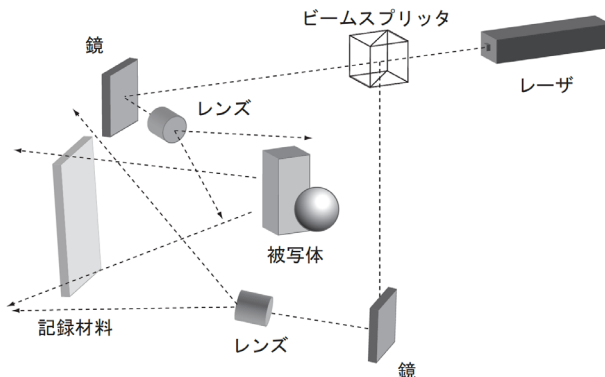 ビームスプリッタ
鏡
レンズ
レーザ
被写体
記録材料
レンズ
鏡